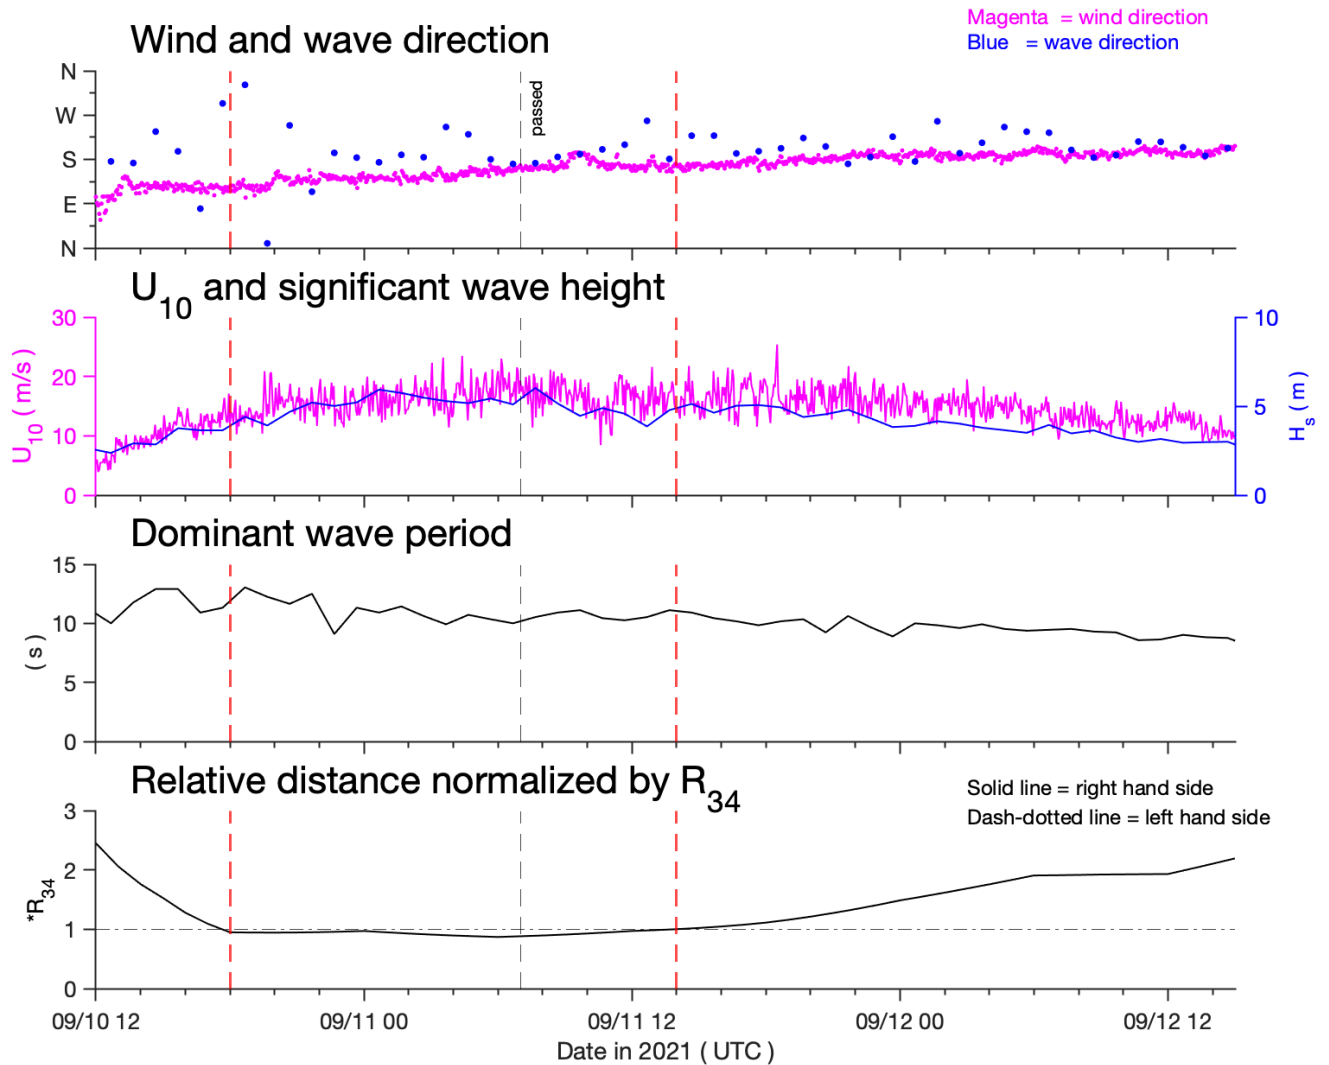 Magenta = wind direction
Blue = wave direction
Wind and wave direction
N
W
S
E
N
passed
U10 and significant wave height
30
20
10
0
U10 ( m/s )
10
5
0
Hs ( m )
Dominant wave period
15
10
5
0
( s )
Relative distance normalized by R34
Solid line = right hand side
Dash-dotted line = left hand side
3
2
1
0
*R34
09/10 12
09/11 00
09/11 12
09/12 00
09/12 12
Date in 2021 ( UTC )